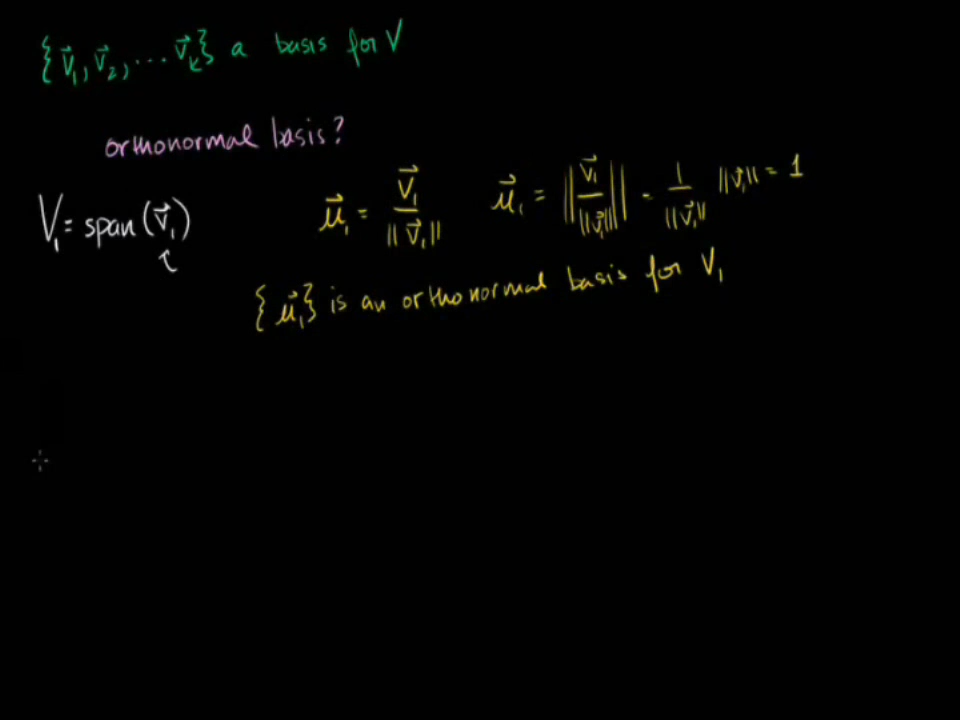 {v⃗₁, v⃗₂, ... v⃗ₖ} a basis for V
orthonormal basis?
V₁ = span(v⃗₁)
u⃗₁ = v⃗₁ / ||v⃗₁||
u⃗₁ = ||v⃗₁ / ||v⃗₁|||| = 1 / ||v⃗₁|| ||v⃗₁|| = 1
{u⃗₁} is an orthonormal basis for V₁